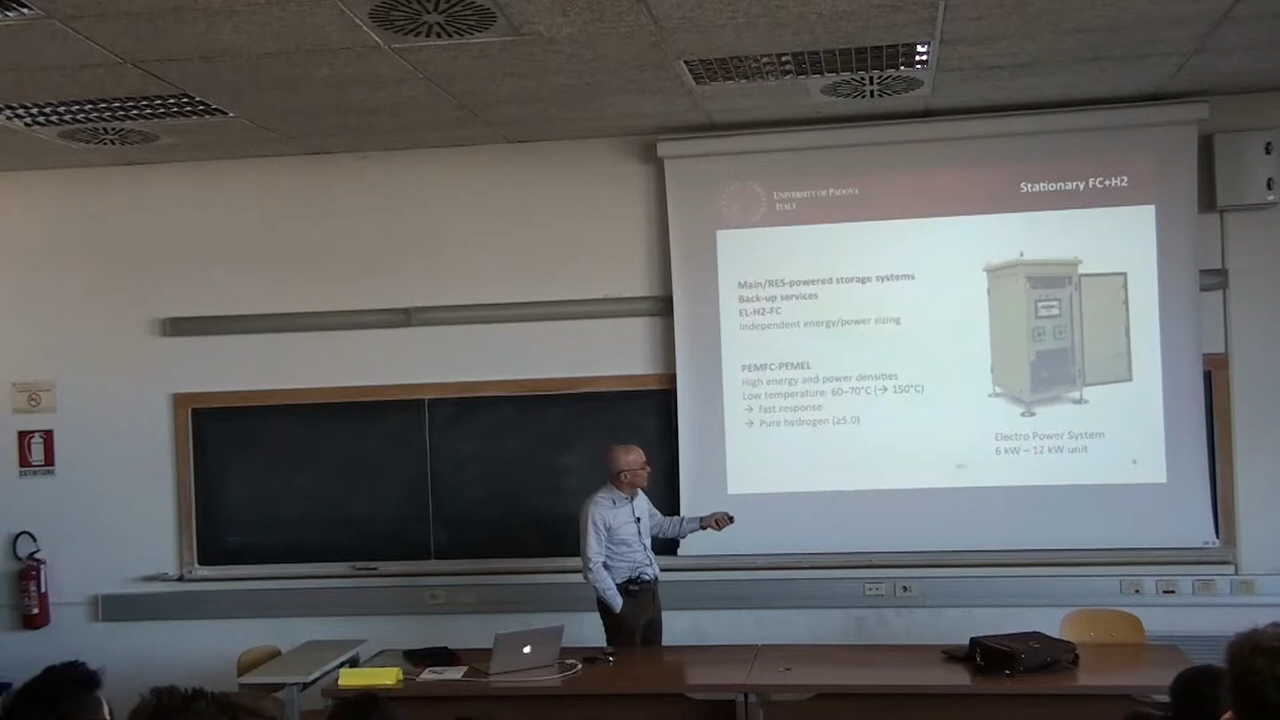 UNIVERSITY OF PADOVA
ITALY
Stationary FC+H2
Main/RES-powered storage systems
Back-up services
EL-H2-FC
Independent energy/power sizing
PEMFC-PEMEL
High energy and power densities
Low temperature: 60–70°C (→ 150°C)
→ fast response
→ Pure hydrogen (≥5.0)
Electro Power System
6 kW – 12 kW unit
ESTINTORE